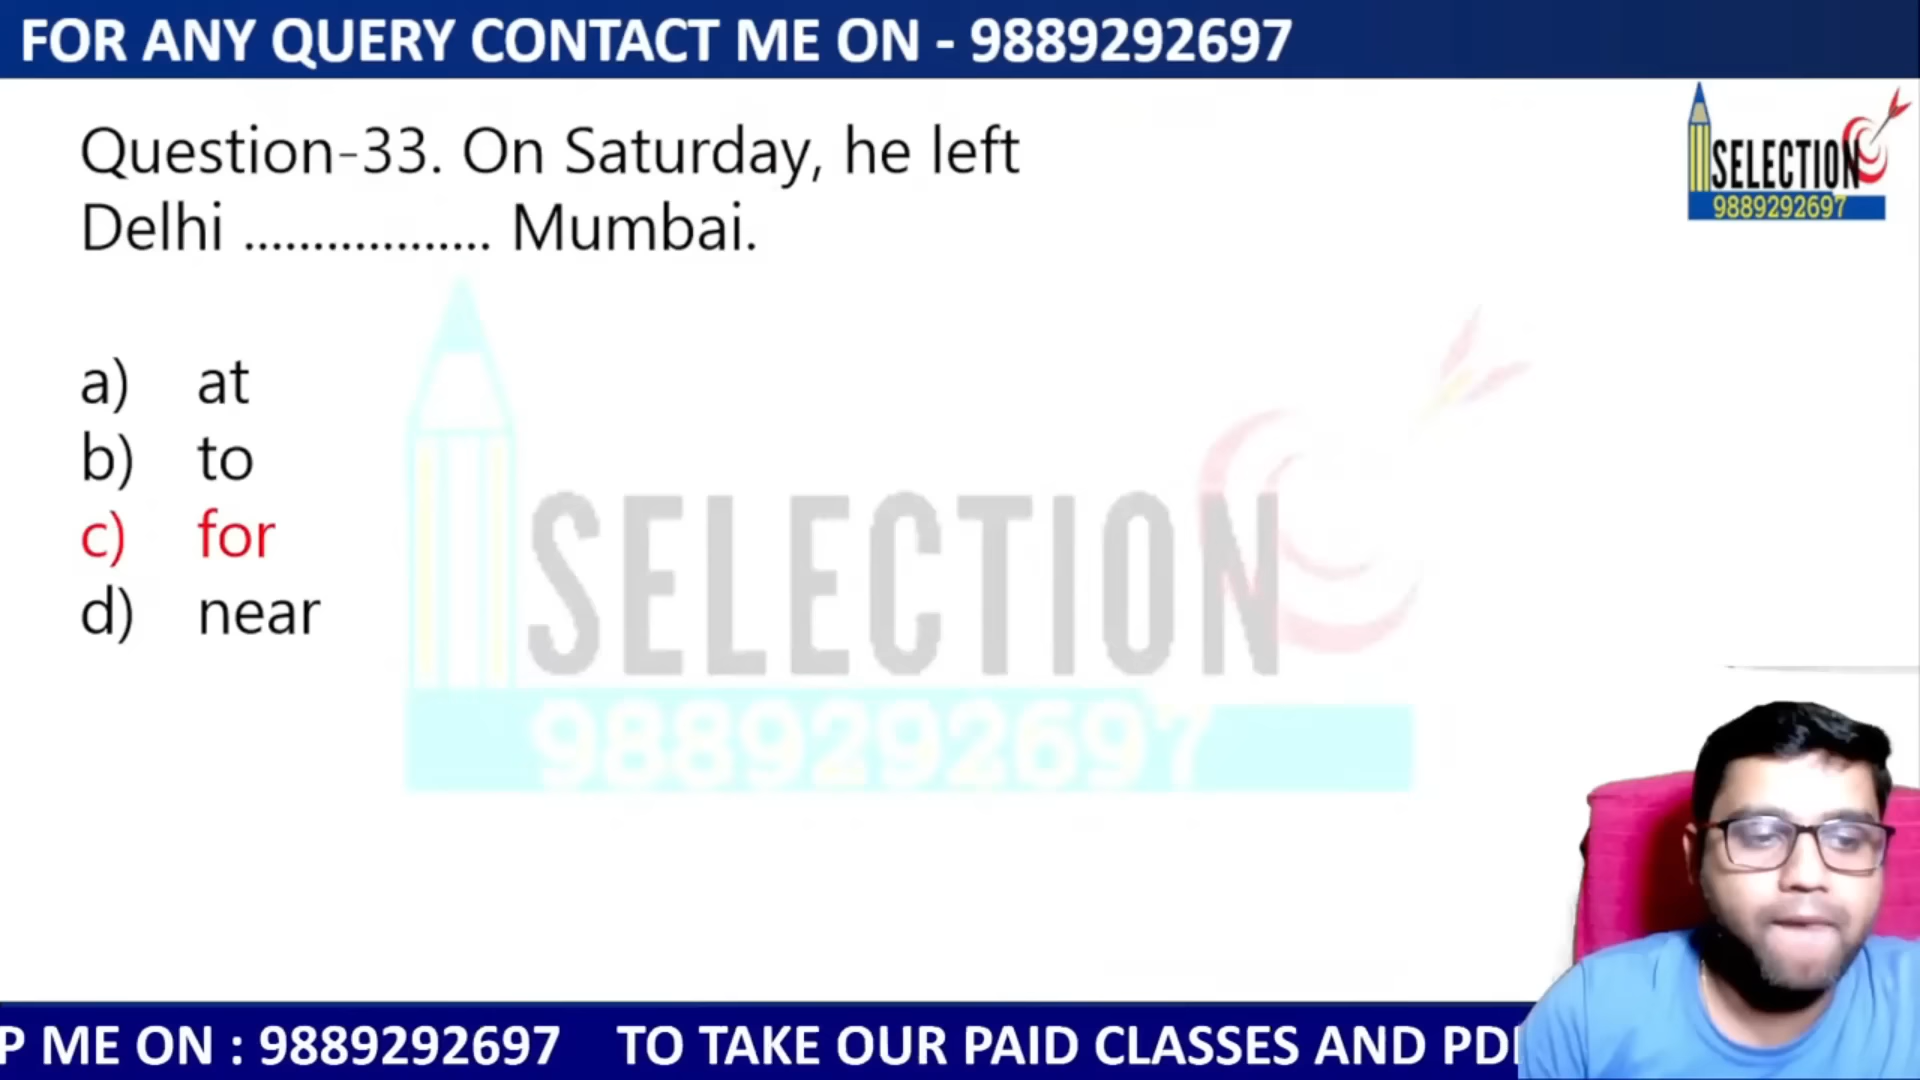 FOR ANY QUERY CONTACT ME ON - 9889292697
SELECTION
9889292697
Question-33. On Saturday, he left
Delhi .................. Mumbai.
a) at
b) to
c) for
d) near
SELECTION
9889292697
P ME ON : 9889292697 TO TAKE OUR PAID CLASSES AND PD